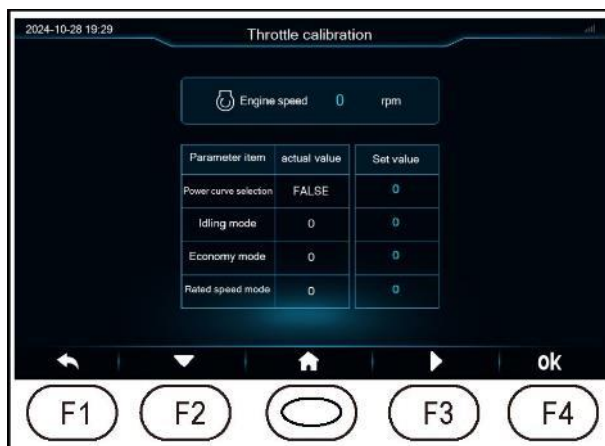 2024-10-28 19:29
Throttle calibration
Engine speed 0 rpm
Parameter item actual value Set value
Power curve selection FALSE 0
Idling mode 0 0
Economy mode 0 0
Rated speed mode 0 0
ok
F1 F2 F3 F4